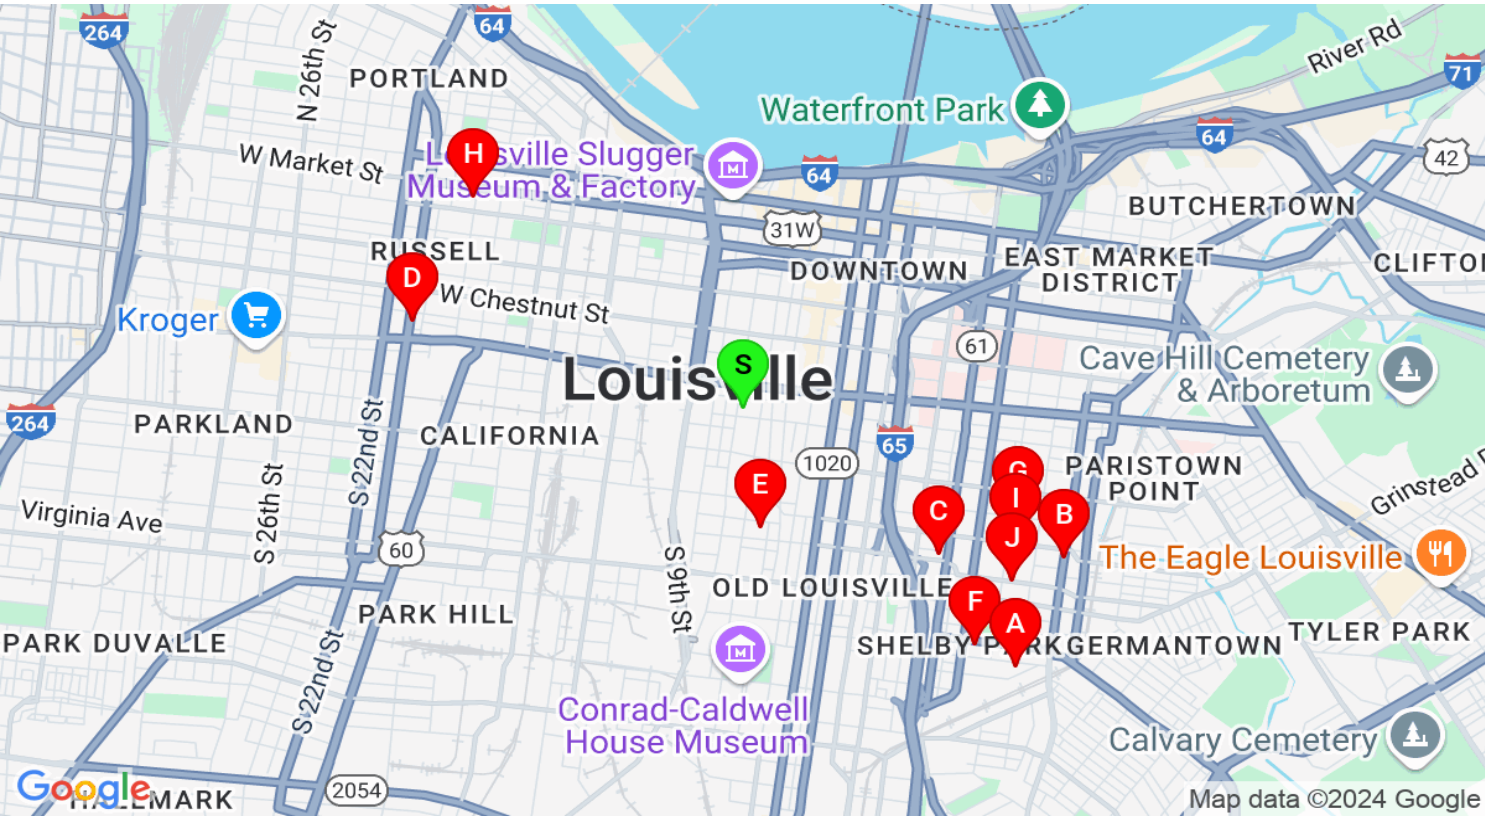 264
64
PORTLAND
N 26th St
River Rd
71
Waterfront Park
64
42
W Market St
H
Louisville Slugger
Museum & Factory
64
31W
BUTCHERTOWN
RUSSELL
DOWNTOWN
EAST MARKET
DISTRICT
CLIFTON
D
W Chestnut St
Kroger
61
S
Louisville
Cave Hill Cemetery
& Arboretum
264
PARKLAND
S 22nd St
CALIFORNIA
65
1020
PARISTOWN
POINT
G
E
I
C
B
J
Grinstead D
S 26th St
Virginia Ave
60
The Eagle Louisville
S 9th St
OLD LOUISVILLE
PARK HILL
F
A
PARK DUVALLE
SHELBY PARK
GERMANTOWN
TYLER PARK
S 22nd St
Conrad-Caldwell
House Museum
Calvary Cemetery
Google
HALLMARK
2054
Map data ©2024 Google